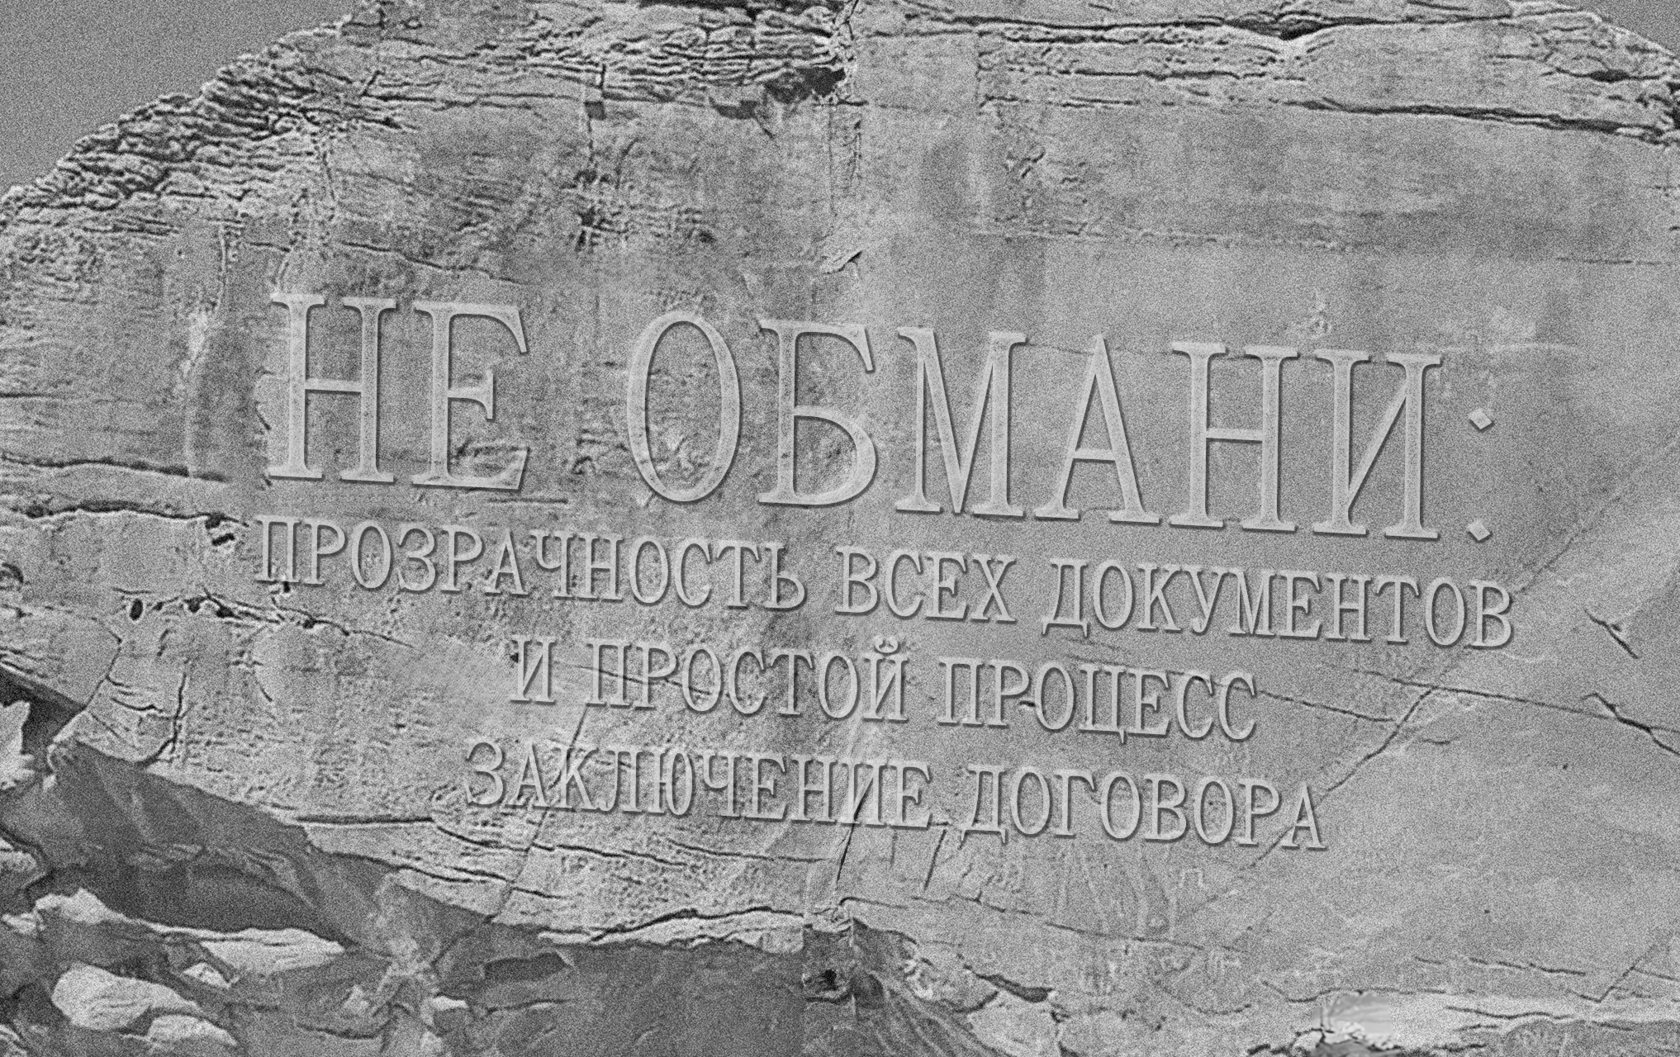 НЕ ОБМАНИ:
ПРОЗРАЧНОСТЬ ВСЕХ ДОКУМЕНТОВ
И ПРОСТОЙ ПРОЦЕСС
ЗАКЛЮЧЕНИЕ ДОГОВОРА